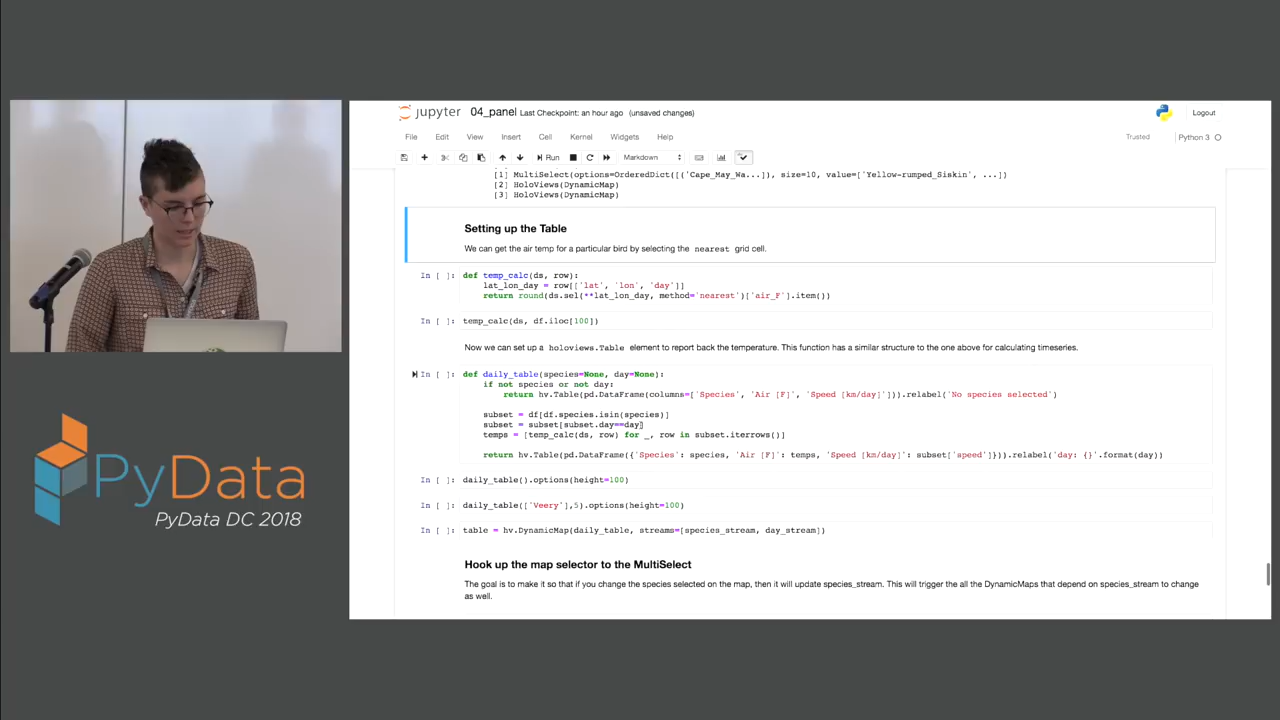 jupyter 04_panel Last Checkpoint: an hour ago (unsaved changes) Logout
File Edit View Insert Cell Kernel Widgets Help Trusted Python 3
Run Markdown
[1] MultiSelect(options=OrderedDict([('Cape_May_Wa...]), size=10, value=['Yellow-rumped_Siskin', ...])
[2] HoloViews(DynamicMap)
[3] HoloViews(DynamicMap)
Setting up the Table
We can get the air temp for a particular bird by selecting the nearest grid cell.
In [ ]: def temp_calc(ds, row):
lat_lon_day = row[['lat', 'lon', 'day']]
return round(ds.sel(**lat_lon_day, method='nearest')['air_F'].item())
In [ ]: temp_calc(ds, df.iloc[100])
Now we can set up a holoviews.Table element to report back the temperature. This function has a similar structure to the one above for calculating timeseries.
In [ ]: def daily_table(species=None, day=None):
if not species or not day:
return hv.Table(pd.DataFrame(columns=['Species', 'Air [F]', 'Speed [km/day]'])).relabel('No species selected')
subset = df[df.species.isin(species)]
subset = subset[subset.day==day]
temps = [temp_calc(ds, row) for _, row in subset.iterrows()]
return hv.Table(pd.DataFrame({'Species': species, 'Air [F]': temps, 'Speed [km/day]': subset['speed']})).relabel('day: {}'.format(day))
In [ ]: daily_table().options(height=100)
In [ ]: daily_table(['Veery'],5).options(height=100)
In [ ]: table = hv.DynamicMap(daily_table, streams=[species_stream, day_stream])
Hook up the map selector to the MultiSelect
The goal is to make it so that if you change the species selected on the map, then it will update species_stream. This will trigger the all the DynamicMaps that depend on species_stream to change
as well.
PyData
PyData DC 2018